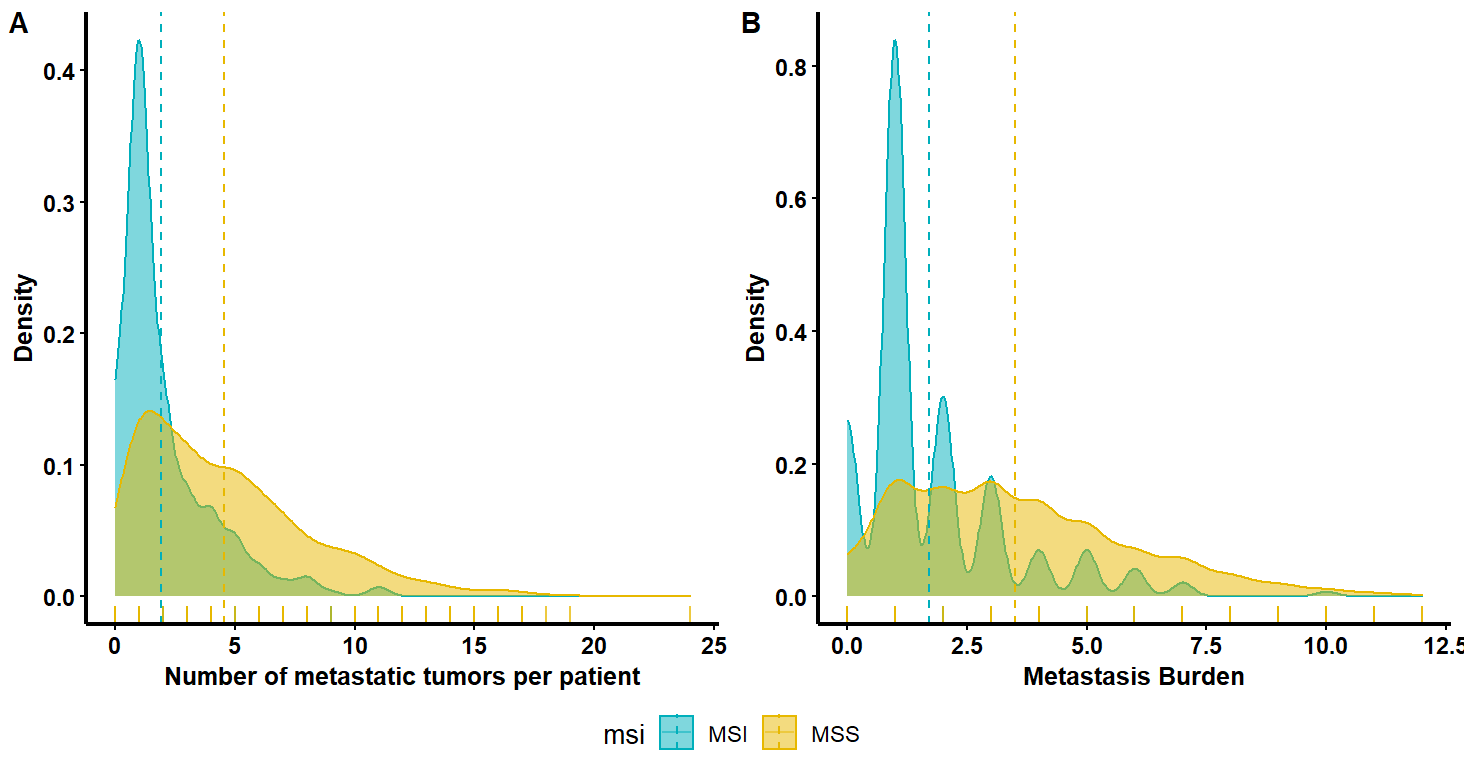 A
B
Density
0.4
0.3
0.2
0.1
0.0
0 5 10 15 20 25
Number of metastatic tumors per patient
Density
0.8
0.6
0.4
0.2
0.0
0.0 2.5 5.0 7.5 10.0 12.5
Metastasis Burden
msi MSI MSS